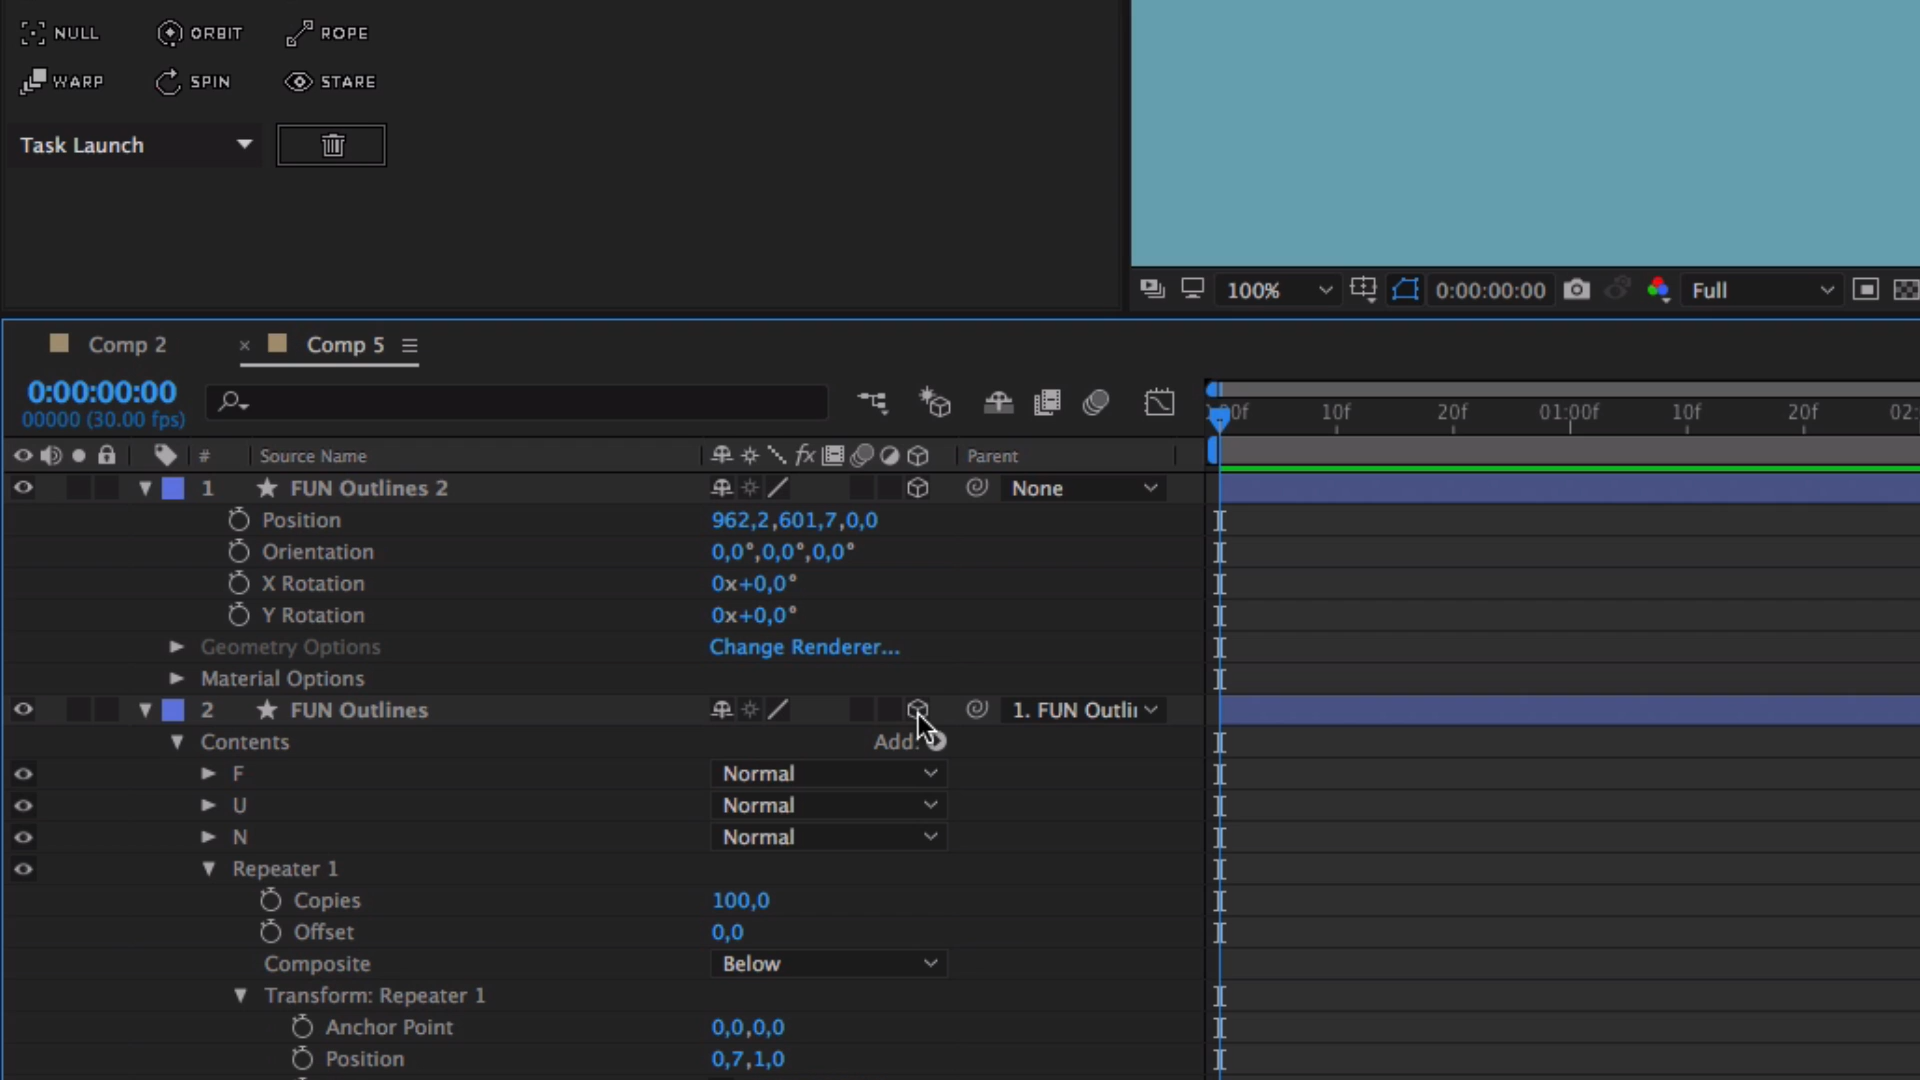 NULL ORBIT ROPE
WARP SPIN STARE
Task Launch
100% 0:00:00:00 Full
Comp 2 × Comp 5
0:00:00:00
00000 (30.00 fps)
10f 20f 01:00f 10f 20f 02:
# Source Name fx Parent
1 FUN Outlines 2 None
Position 962,2,601,7,0,0
Orientation 0,0°,0,0°,0,0°
X Rotation 0x+0,0°
Y Rotation 0x+0,0°
Geometry Options Change Renderer...
Material Options
2 FUN Outlines 1. FUN Outli
Contents Add:
F Normal
U Normal
N Normal
Repeater 1
Copies 100,0
Offset 0,0
Composite Below
Transform: Repeater 1
Anchor Point 0,0,0,0
Position 0,7,1,0